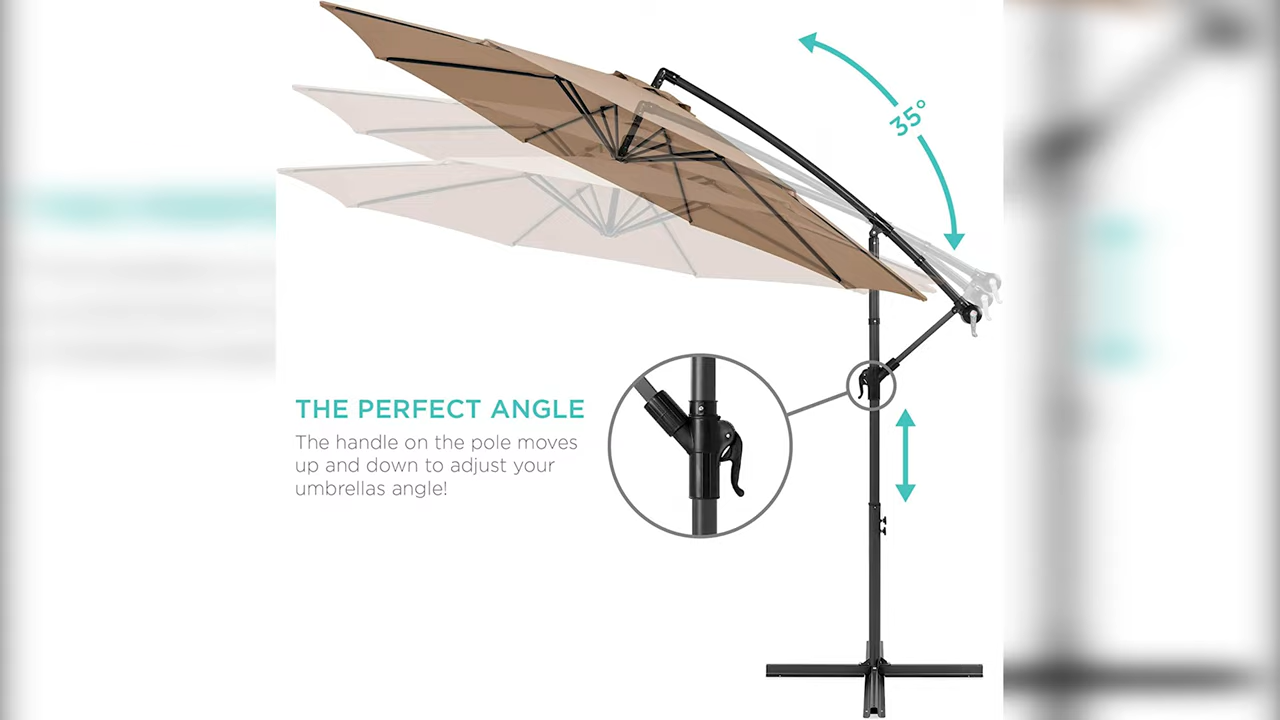 35°
THE PERFECT ANGLE
The handle on the pole moves
up and down to adjust your
umbrellas angle!